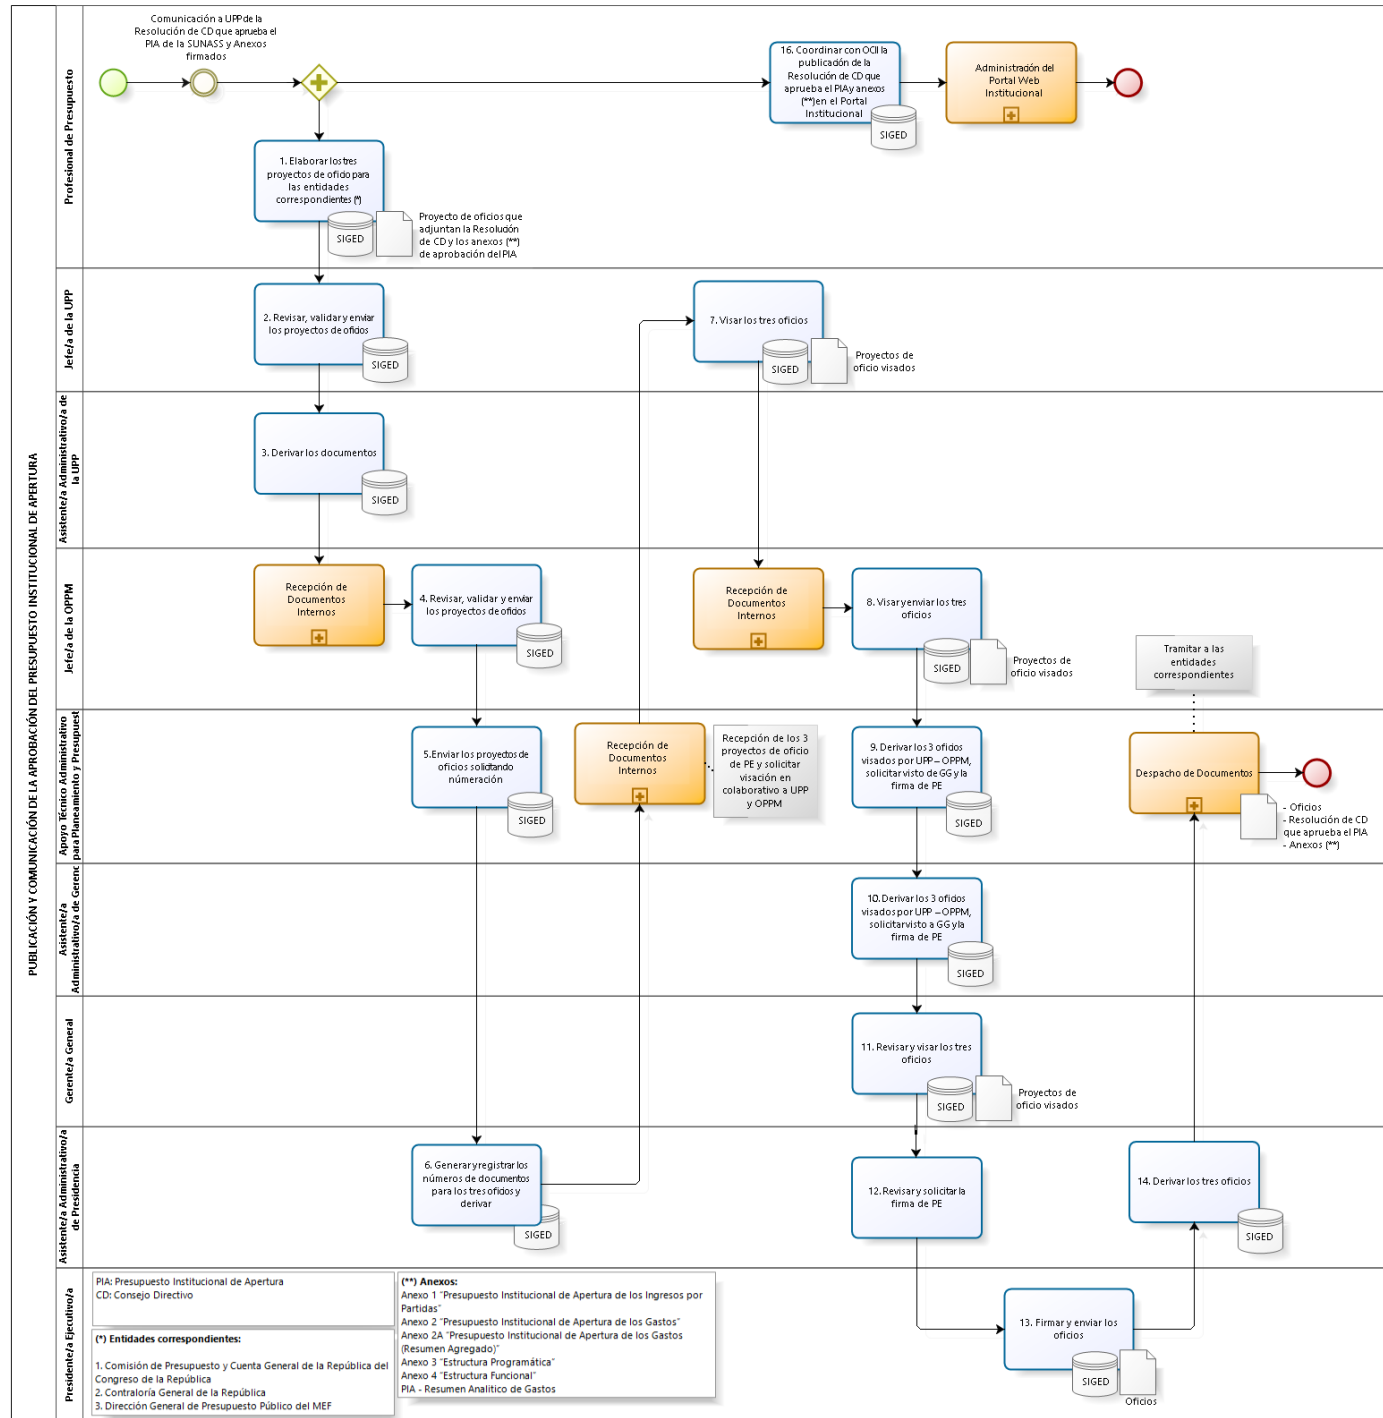 PUBLICACIÓN Y COMUNICACIÓN DE LA APROBACIÓN DEL PRESUPUESTO INSTITUCIONAL DE APERTURA
Profesional de Presupuesto
Comunicación a UPP de la
Resolución de CD que aprueba el
PIA de la SUNASS y Anexos
firmados
16. Coordinar con OCII la
publicación de la
Resolución de CD que
aprueba el PIA y anexos
(**) en el Portal
Institucional
SIGED
Administración del
Portal Web
Institucional
1. Elaborar los tres
proyectos de oficio para
las entidades
correspondientes (*)
SIGED
Proyecto de oficios que
adjuntan la Resolución
de CD y los anexos (**)
de aprobación del PIA
Jefe/a de la UPP
2. Revisar, validar y enviar
los proyectos de oficios
SIGED
7. Visar los tres oficios
SIGED
Proyectos de
oficio visados
Asistente/a Administrativo/a de
la UPP
3. Derivar los documentos
SIGED
Jefe/a de la OPPM
Recepción de
Documentos
Internos
4. Revisar, validar y enviar
los proyectos de oficios
SIGED
Recepción de
Documentos
Internos
8. Visar y enviar los tres
oficios
SIGED
Proyectos de
oficio visados
Tramitar a las
entidades
correspondientes
Apoyo Técnico Administrativo
para Planeamiento y Presupuest
5.Enviar los proyectos de
oficios solicitando
númeración
SIGED
Recepción de
Documentos
Internos
Recepción de los 3
proyectos de oficio
de PE y solicitar
visación en
colaborativo a UPP
y OPPM
9. Derivar los 3 oficios
visados por UPP – OPPM,
solicitar visto de GG y la
firma de PE
SIGED
Despacho de Documentos
- Oficios
- Resolución de CD
que aprueba el PIA
- Anexos (**)
Asistente/a
Administrativo/a de Gerenc
10. Derivar los 3 oficios
visados por UPP – OPPM,
solicitar visto a GG y la
firma de PE
SIGED
Gerente/a General
11. Revisar y visar los tres
oficios
SIGED
Proyectos de
oficio visados
Asistente/a Administrativo/a
de Presidencia
6. Generar y registrar los
números de documentos
para los tres oficios y
derivar
SIGED
12. Revisar y solicitar la
firma de PE
14. Derivar los tres oficios
SIGED
Presidente/a Ejecutivo/a
PIA: Presupuesto Institucional de Apertura
CD: Consejo Directivo
(*) Entidades correspondientes:
1. Comisión de Presupuesto y Cuenta General de la República del
Congreso de la República
2. Contraloría General de la República
3. Dirección General de Presupuesto Público del MEF
(**) Anexos:
Anexo 1 "Presupuesto Institucional de Apertura de los Ingresos por
Partidas"
Anexo 2 "Presupuesto Institucional de Apertura de los Gastos"
Anexo 2A "Presupuesto Institucional de Apertura de los Gastos
(Resumen Agregado)"
Anexo 3 "Estructura Programática"
Anexo 4 "Estructura Funcional"
PIA - Resumen Analítico de Gastos
13. Firmar y enviar los
oficios
SIGED
Oficios